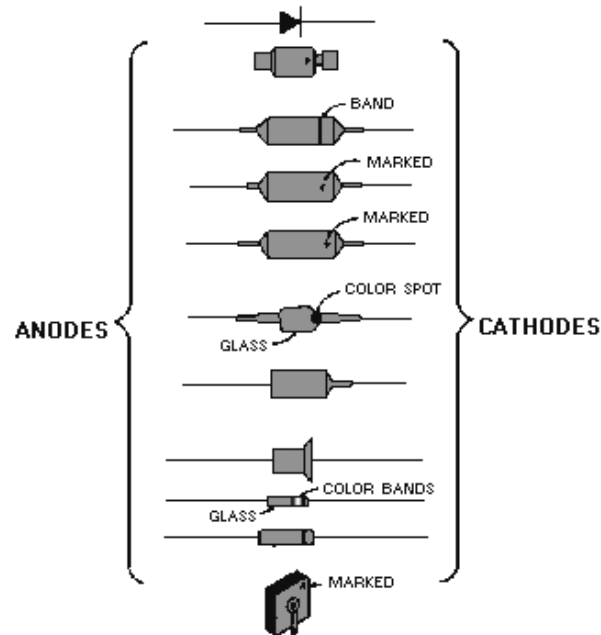 BAND
MARKED
MARKED
COLOR SPOT
ANODES
CATHODES
GLASS
COLOR BANDS
GLASS
MARKED